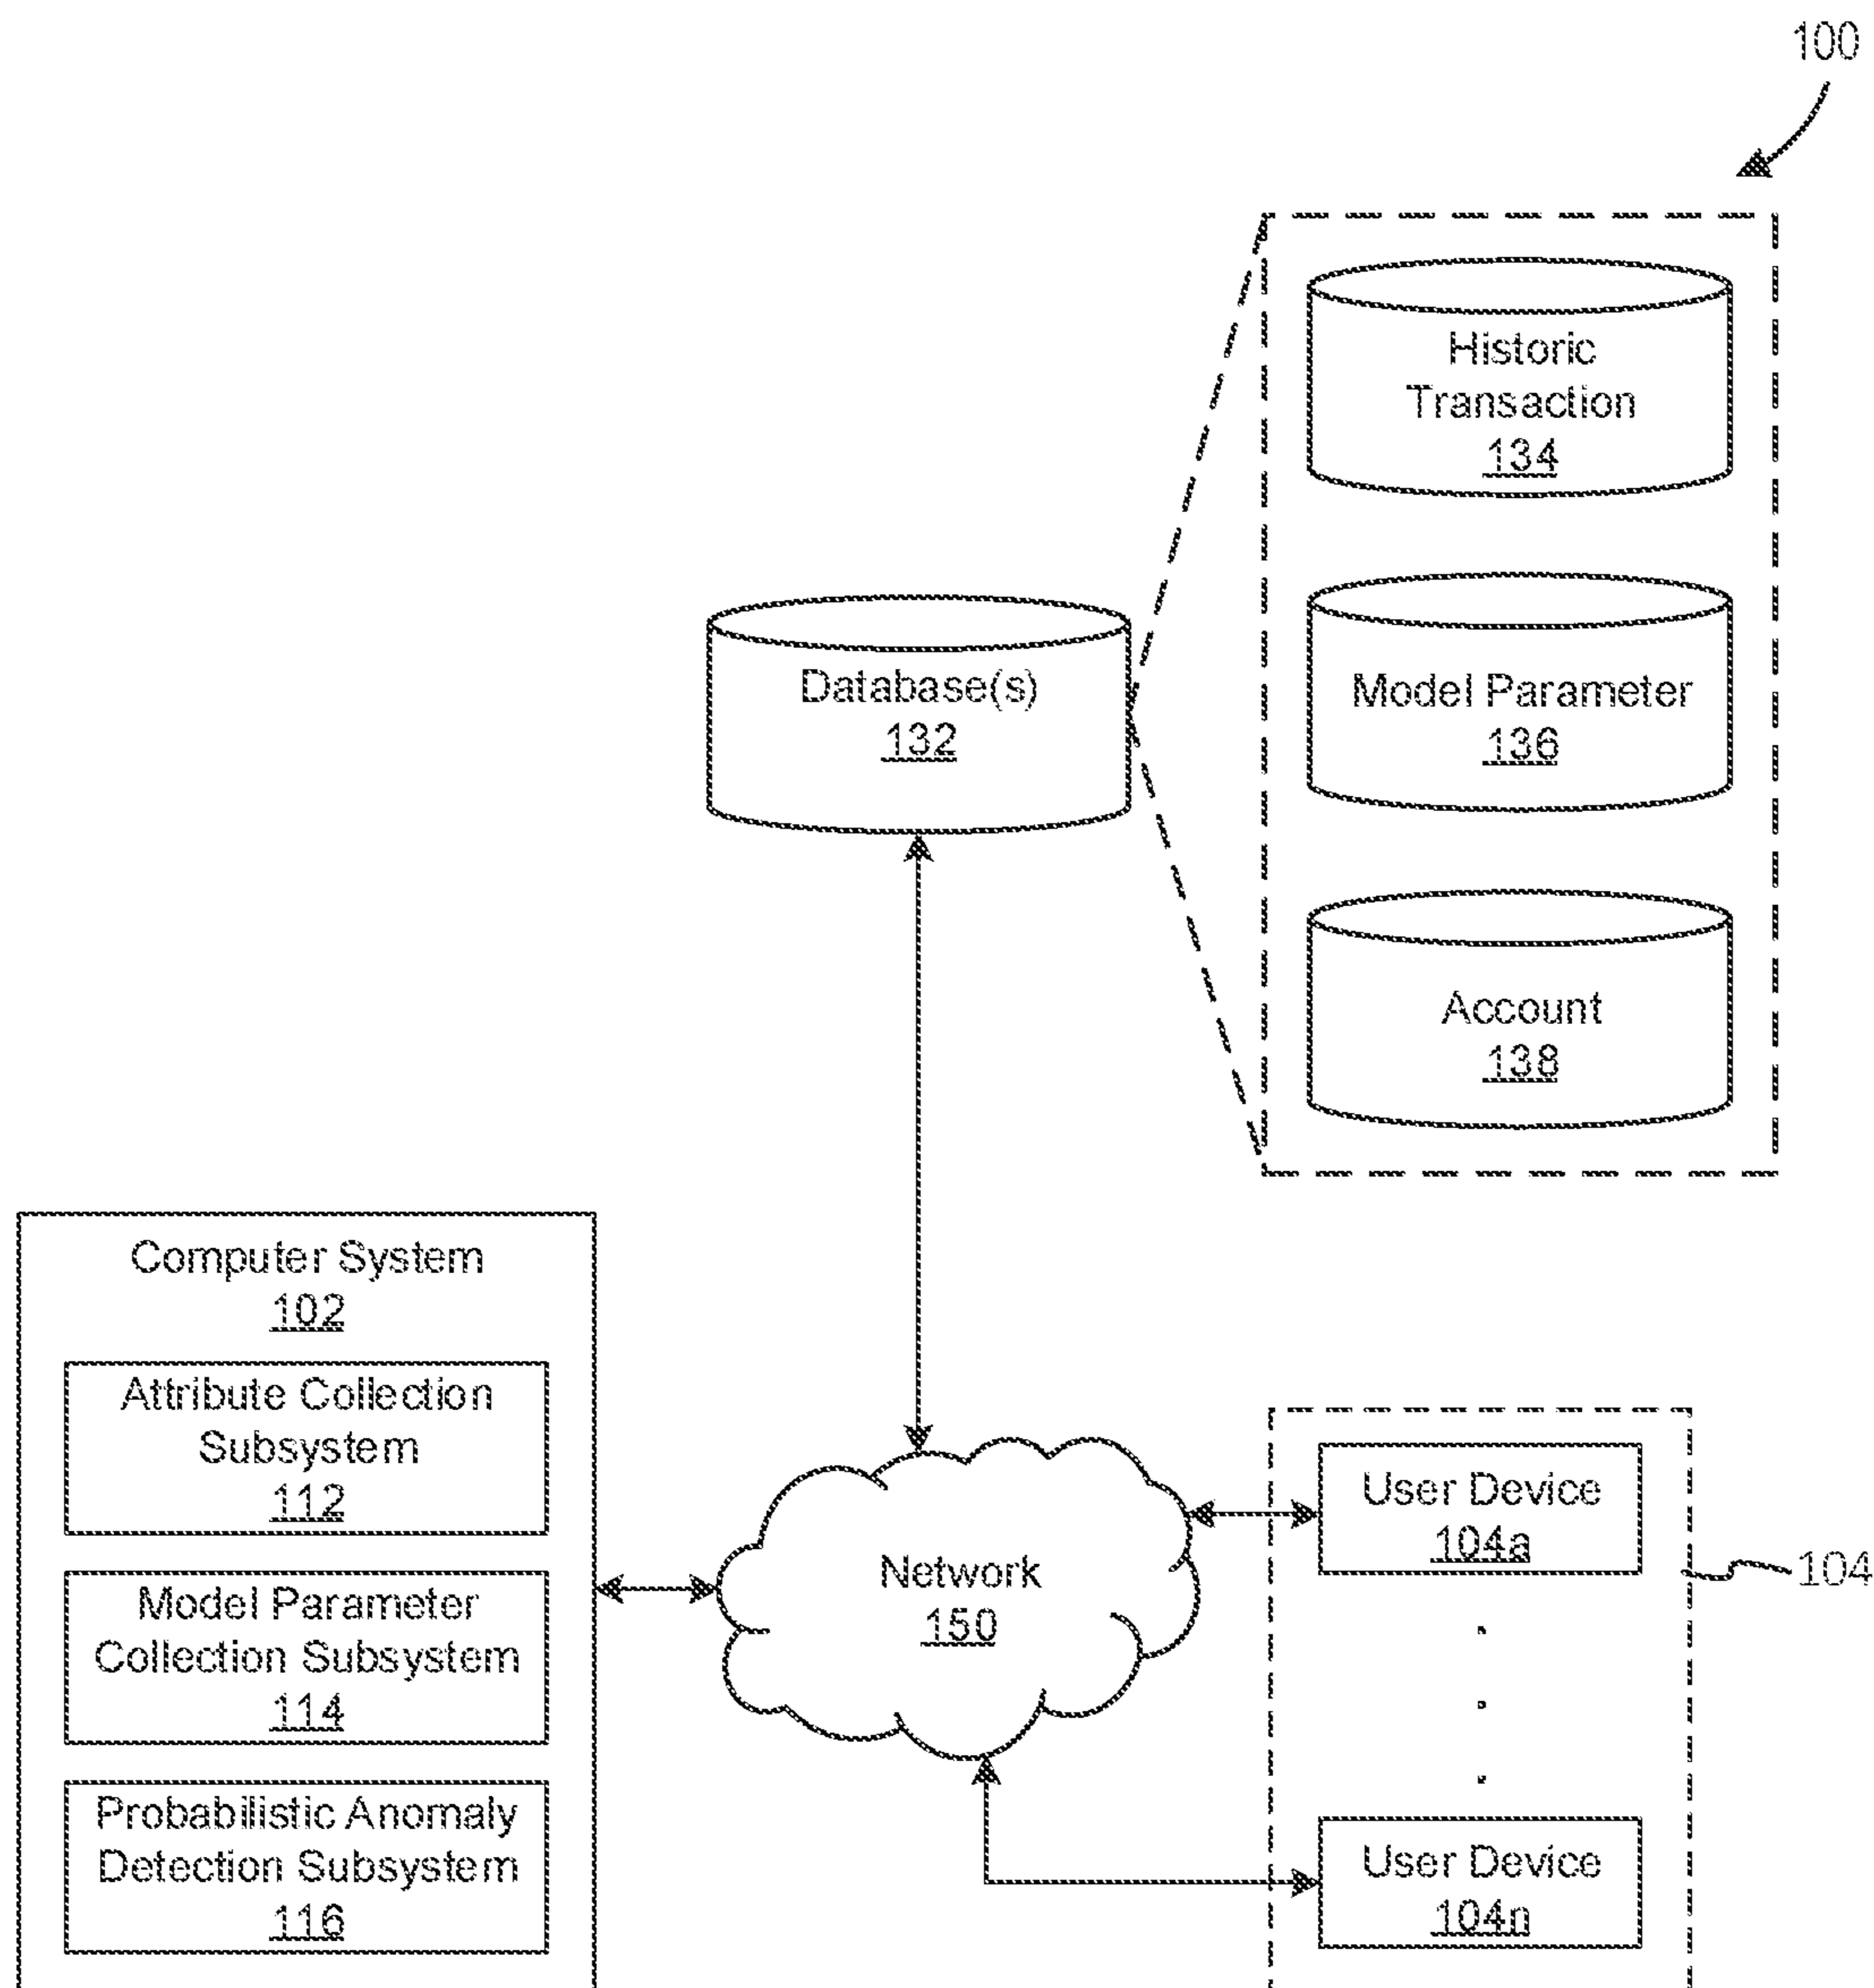 100
Historic
Transaction
134
Database(s)
132
Model Parameter
136
Account
138
Computer System
102
Attribute Collection
Subsystem
112
Model Parameter
Collection Subsystem
114
Probabilistic Anomaly
Detection Subsystem
116
Network
150
User Device
104a
104
User Device
104n